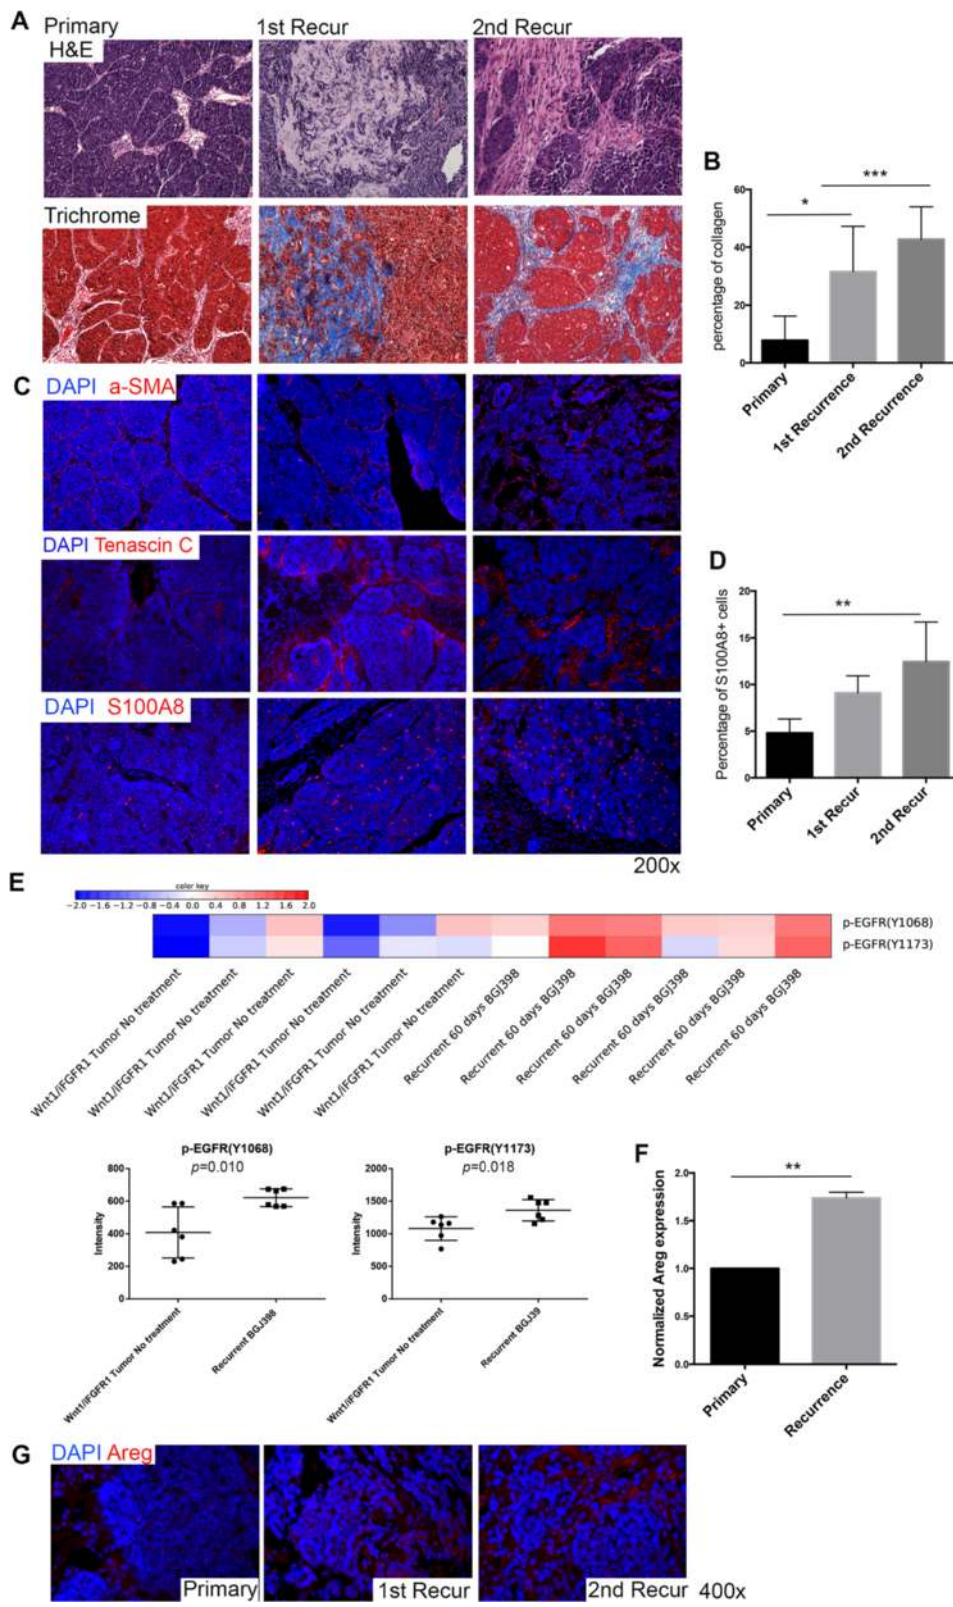 A
Primary
1st Recur
2nd Recur
H&E
Trichrome
B
percentage of collagen
60
40
20
0
*
***
Primary
1st Recurrence
2nd Recurrence
C
DAPI a-SMA
DAPI Tenascin C
DAPI S100A8
200x
D
Percentage of S100A8+ cells
20
15
10
5
0
**
Primary
1st Recur
2nd Recur
E
color key
−2.0 −1.6 −1.2 −0.8 −0.4 0.0 0.4 0.8 1.2 1.6 2.0
p-EGFR(Y1068)
p-EGFR(Y1173)
Wnt1/iFGFR1 Tumor No treatment
Wnt1/iFGFR1 Tumor No treatment
Wnt1/iFGFR1 Tumor No treatment
Wnt1/iFGFR1 Tumor No treatment
Wnt1/iFGFR1 Tumor No treatment
Wnt1/iFGFR1 Tumor No treatment
Recurrent 60 days BGJ398
Recurrent 60 days BGJ398
Recurrent 60 days BGJ398
Recurrent 60 days BGJ398
Recurrent 60 days BGJ398
Recurrent 60 days BGJ398
p-EGFR(Y1068)
p=0.010
Intensity
800
600
400
200
0
Wnt1/iFGFR1 Tumor No treatment
Recurrent BGJ398
p-EGFR(Y1173)
p=0.018
Intensity
2000
1500
1000
500
0
Wnt1/iFGFR1 Tumor No treatment
Recurrent BGJ39
F
Normalized Areg expression
2.0
1.5
1.0
0.5
0.0
**
Primary
Recurrence
G
DAPI Areg
Primary
1st Recur
2nd Recur
400x